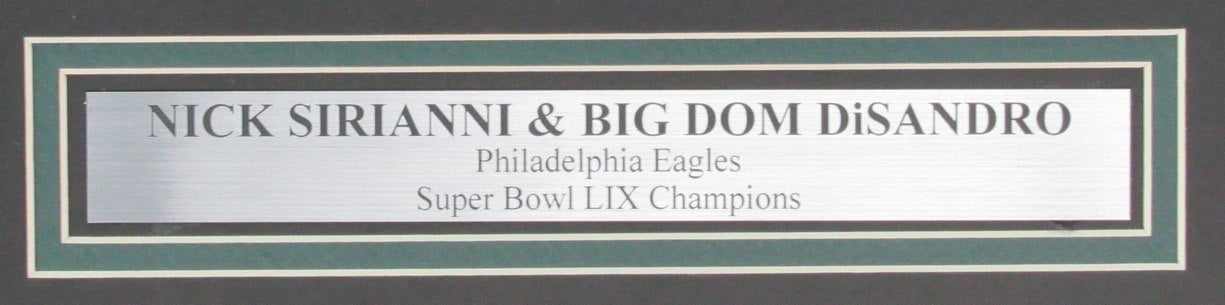 NICK SIRIANNI & BIG DOM DiSANDRO
Philadelphia Eagles
Super Bowl LIX Champions